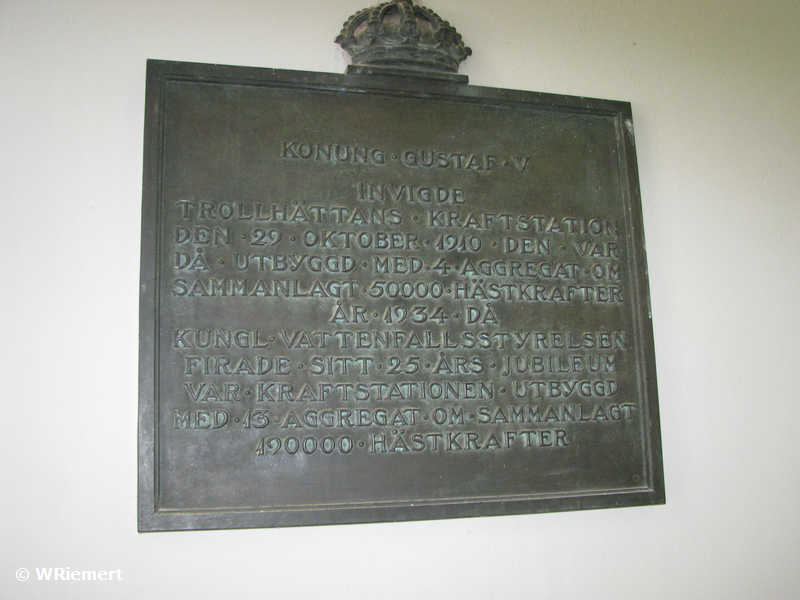 KONUNG · GUSTAF · V
INVIGDE
TROLLHÄTTANS · KRAFTSTATION
DEN · 29 · OKTOBER · 1910 · DEN · VAR
DÅ · UTBYGGD · MED · 4 · AGGREGAT · OM
SAMMANLAGT · 50000 · HÄSTKRAFTER
ÅR · 1934 · DÅ
KUNGL · VATTENFALLSSTYRELSEN
FIRADE · SITT · 25 · ÅRS · JUBILEUM
VAR · KRAFTSTATIONEN · UTBYGGD
MED · 13 · AGGREGAT · OM · SAMMANLAGT
190000 · HÄSTKRAFTER
© WRiemert